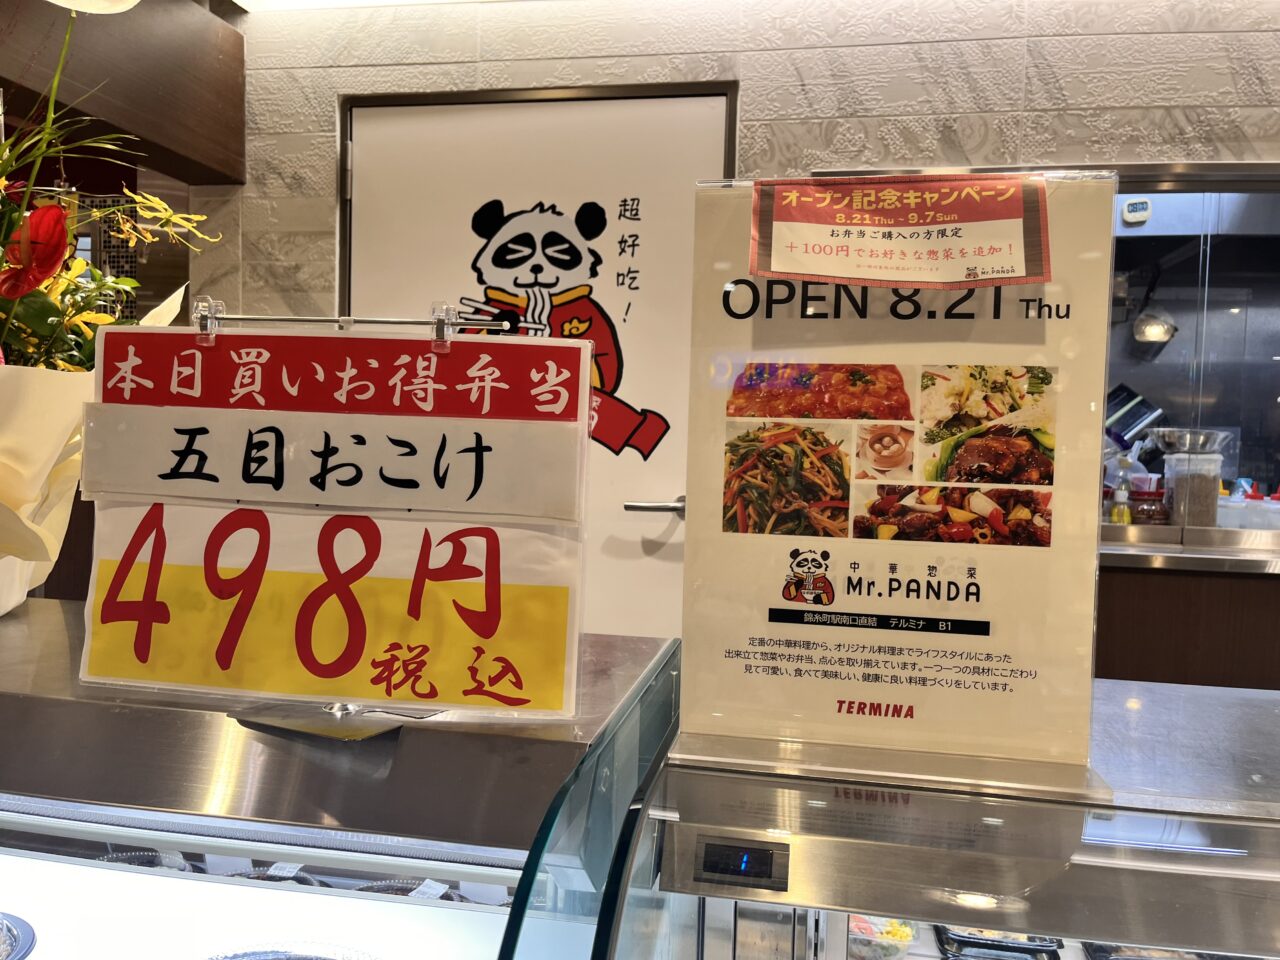 超好吃！
本日買いお得弁当
五目おこけ
498円
税込
オープン記念キャンペーン
8.21Thu～9.7Sun
お弁当ご購入の方限定
＋100円でお好きな惣菜を追加！
Mr.PANDA
OPEN 8.21 Thu
中華惣菜
Mr.PANDA
錦糸町駅南口直結 テルミナ B1
定番の中華料理から、オリジナル料理までライフスタイルにあった
出来立て惣菜やお弁当、点心を取り揃えています。一つ一つの具材にこだわり
見て可愛い、食べて美味しい、健康に良い料理づくりをしています。
TERMINA